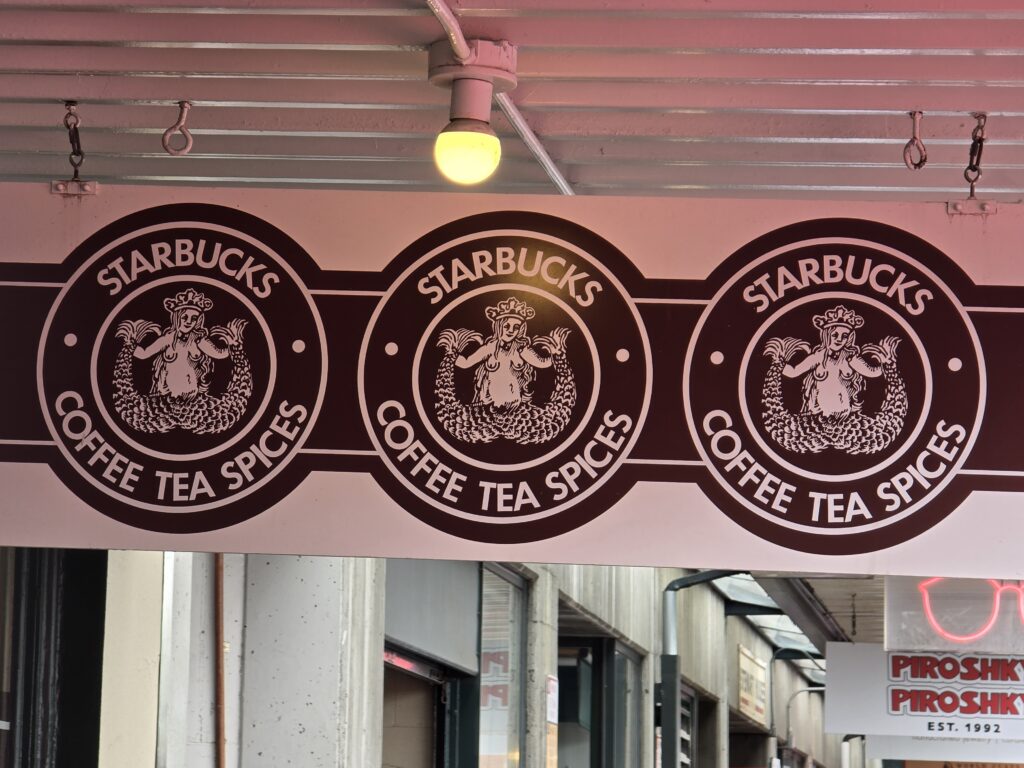 STARBUCKS
COFFEE TEA SPICES
STARBUCKS
COFFEE TEA SPICES
STARBUCKS
COFFEE TEA SPICES
PIROSHKY
PIROSHKY
EST. 1992